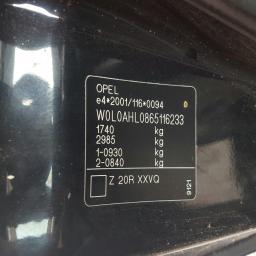 OPEL
e4*2001/116*0094
W0L0AHL0865116233
1740 kg
2985 kg
1-0930 kg
2-0840 kg
Z 20R XXVQ
9121